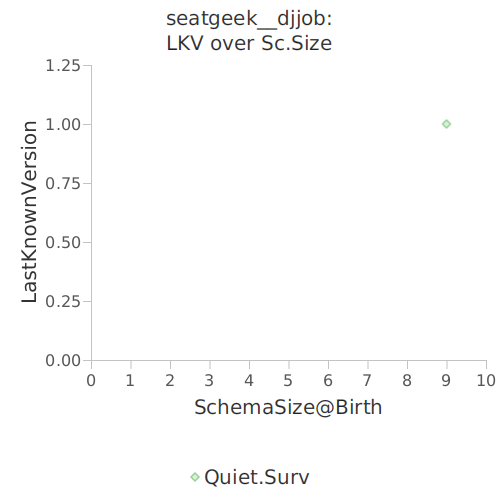 seatgeek__djjob:
LKV over Sc.Size
1.25
1.00
0.75
0.50
0.25
0.00
LastKnownVersion
0 1 2 3 4 5 6 7 8 9 10
SchemaSize@Birth
Quiet.Surv